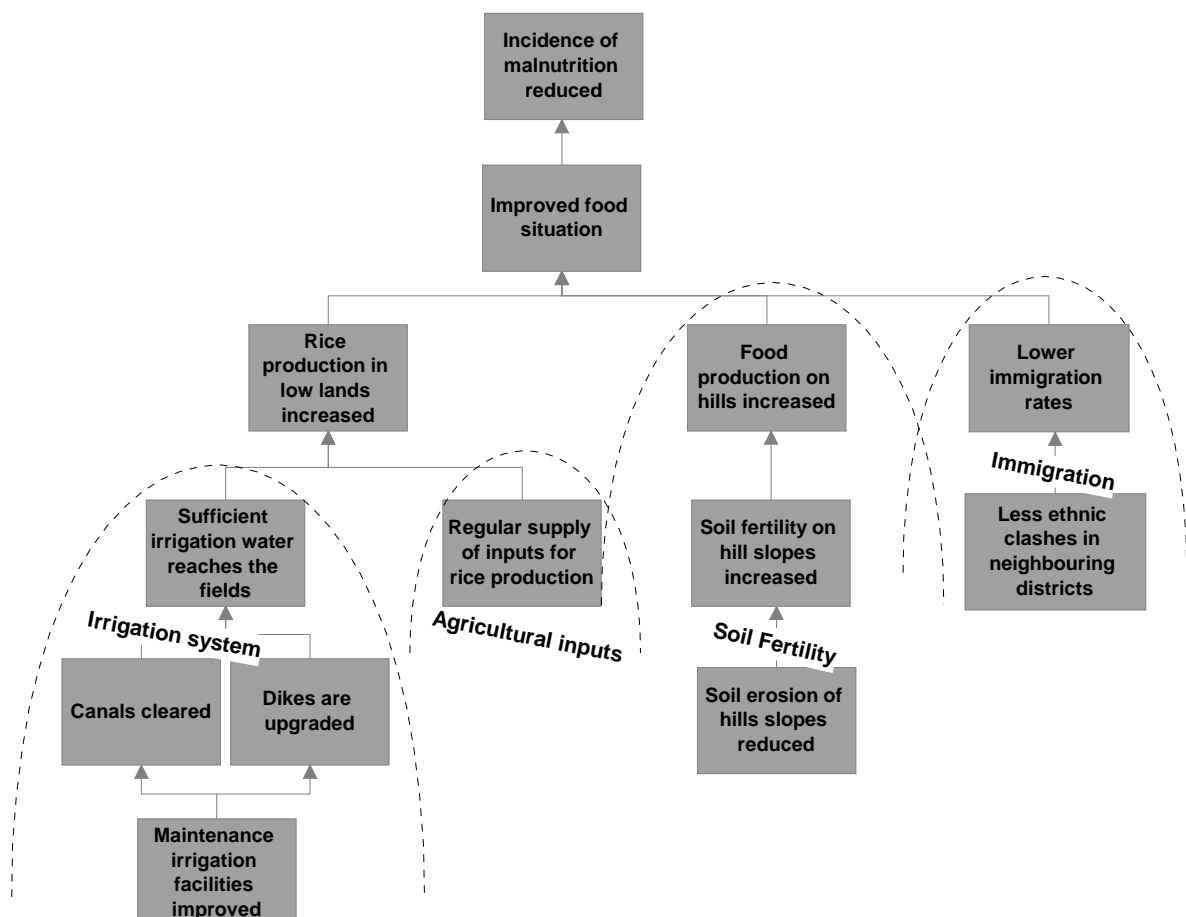 Incidence of
malnutrition
reduced
Improved food
situation
Rice
production in
low lands
increased
Food
production on
hills increased
Lower
immigration
rates
Immigration
Sufficient
irrigation water
reaches the
fields
Regular supply
of inputs for
rice production
Soil fertility on
hill slopes
increased
Less ethnic
clashes in
neighbouring
districts
Irrigation system
Agricultural inputs
Soil Fertility
Canals cleared
Dikes are
upgraded
Soil erosion of
hills slopes
reduced
Maintenance
irrigation
facilities
improved